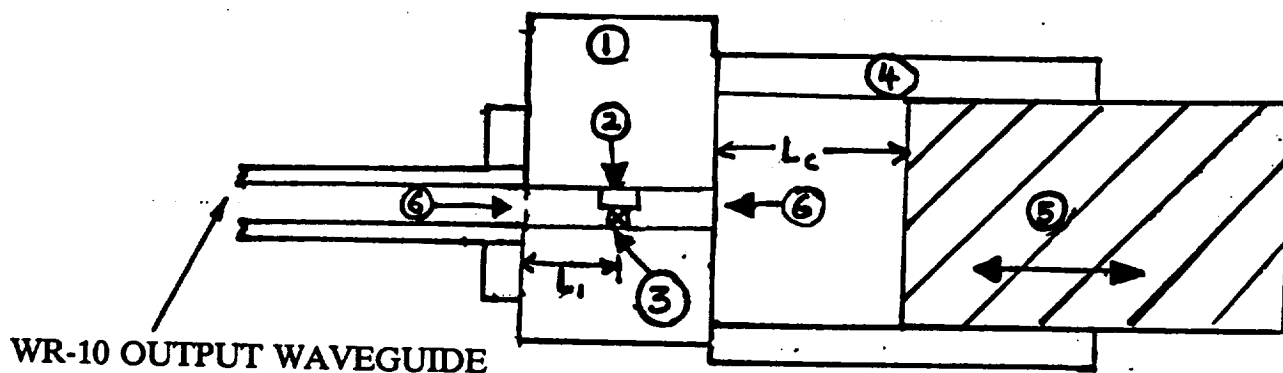 ①
④
②
Lc
⑥
⑥
⑤
L1
③
WR-10 OUTPUT WAVEGUIDE